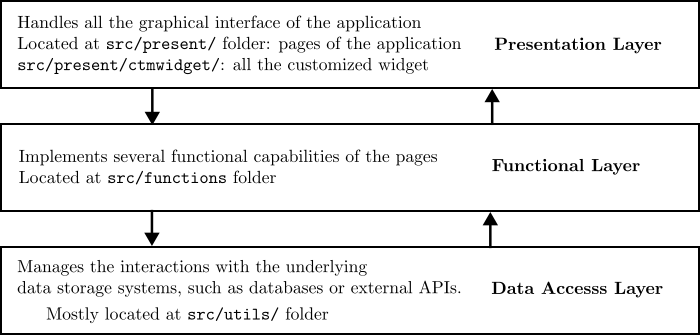 Handles all the graphical interface of the application
Located at src/present/ folder: pages of the application
src/present/ctmwidget/: all the customized widget
Presentation Layer
Implements several functional capabilities of the pages
Located at src/functions folder
Functional Layer
Manages the interactions with the underlying
data storage systems, such as databases or external APIs.
Mostly located at src/utils/ folder
Data Accesss Layer